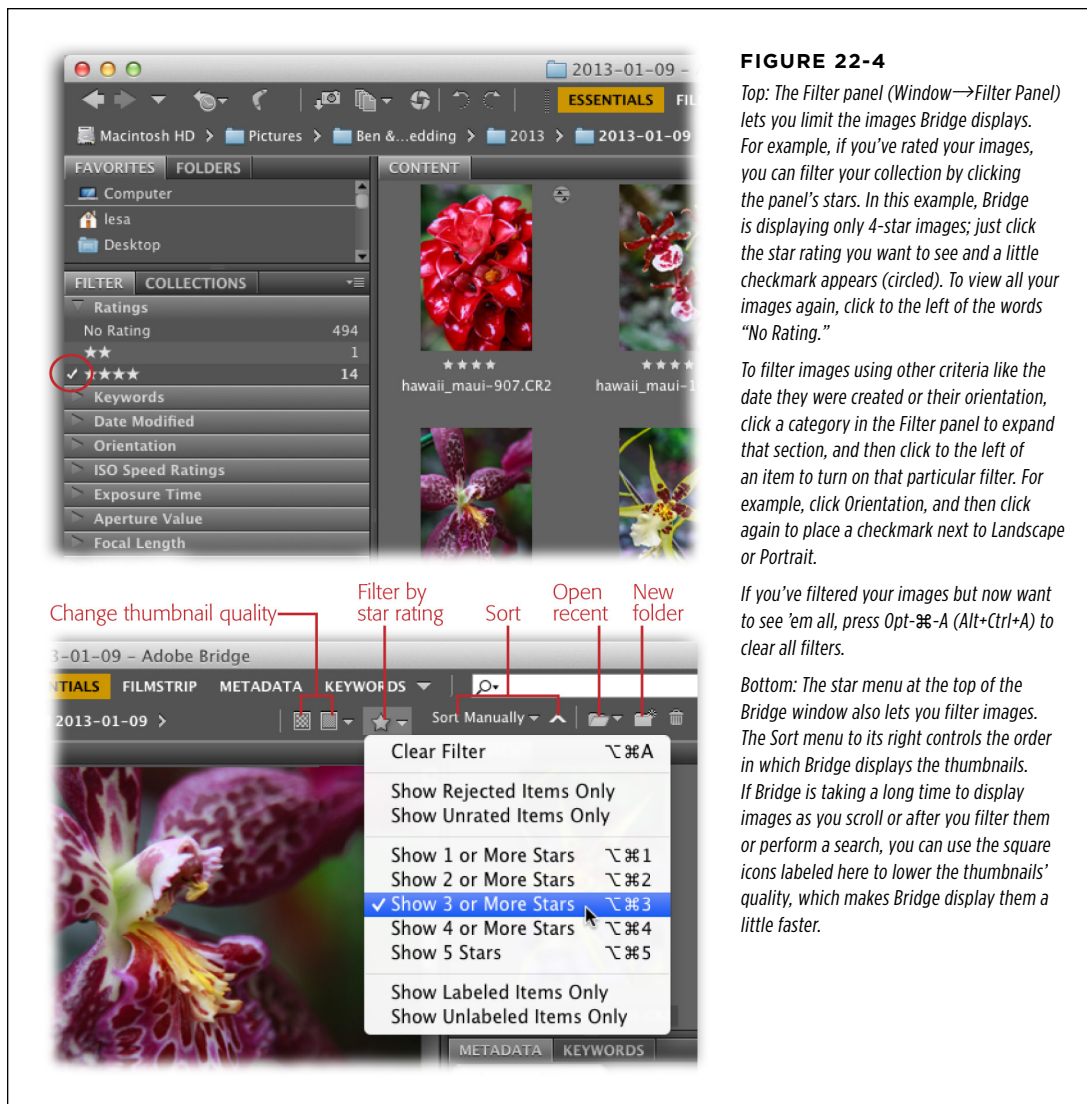 2013-01-09 –
ESSENTIALS
Macintosh HD > Pictures > Ben &...edding > 2013 > 2013-01-09
FAVORITES FOLDERS
Computer
lesa
Desktop
FILTER COLLECTIONS
Ratings
No Rating 494
★★ 1
✓ ★★★★ 14
Keywords
Date Modified
Orientation
ISO Speed Ratings
Exposure Time
Aperture Value
Focal Length
CONTENT
★★★★
hawaii_maui-907.CR2
★★★★
hawaii_maui-1
Change thumbnail quality
Filter by
star rating
Sort
Open
recent
New
folder
-01-09 – Adobe Bridge
NTIALS FILMSTRIP METADATA KEYWORDS
2013-01-09 >
Sort Manually
Clear Filter ⌥⌘A
Show Rejected Items Only
Show Unrated Items Only
Show 1 or More Stars ⌥⌘1
Show 2 or More Stars ⌥⌘2
✓ Show 3 or More Stars ⌥⌘3
Show 4 or More Stars ⌥⌘4
Show 5 Stars ⌥⌘5
Show Labeled Items Only
Show Unlabeled Items Only
METADATA KEYWORDS
FIGURE 22-4
Top: The Filter panel (Window→Filter Panel)
lets you limit the images Bridge displays.
For example, if you’ve rated your images,
you can filter your collection by clicking
the panel’s stars. In this example, Bridge
is displaying only 4-star images; just click
the star rating you want to see and a little
checkmark appears (circled). To view all your
images again, click to the left of the words
“No Rating.”
To filter images using other criteria like the
date they were created or their orientation,
click a category in the Filter panel to expand
that section, and then click to the left of
an item to turn on that particular filter. For
example, click Orientation, and then click
again to place a checkmark next to Landscape
or Portrait.
If you’ve filtered your images but now want
to see ’em all, press Opt-⌘-A (Alt+Ctrl+A) to
clear all filters.
Bottom: The star menu at the top of the
Bridge window also lets you filter images.
The Sort menu to its right controls the order
in which Bridge displays the thumbnails.
If Bridge is taking a long time to display
images as you scroll or after you filter them
or perform a search, you can use the square
icons labeled here to lower the thumbnails’
quality, which makes Bridge display them a
little faster.